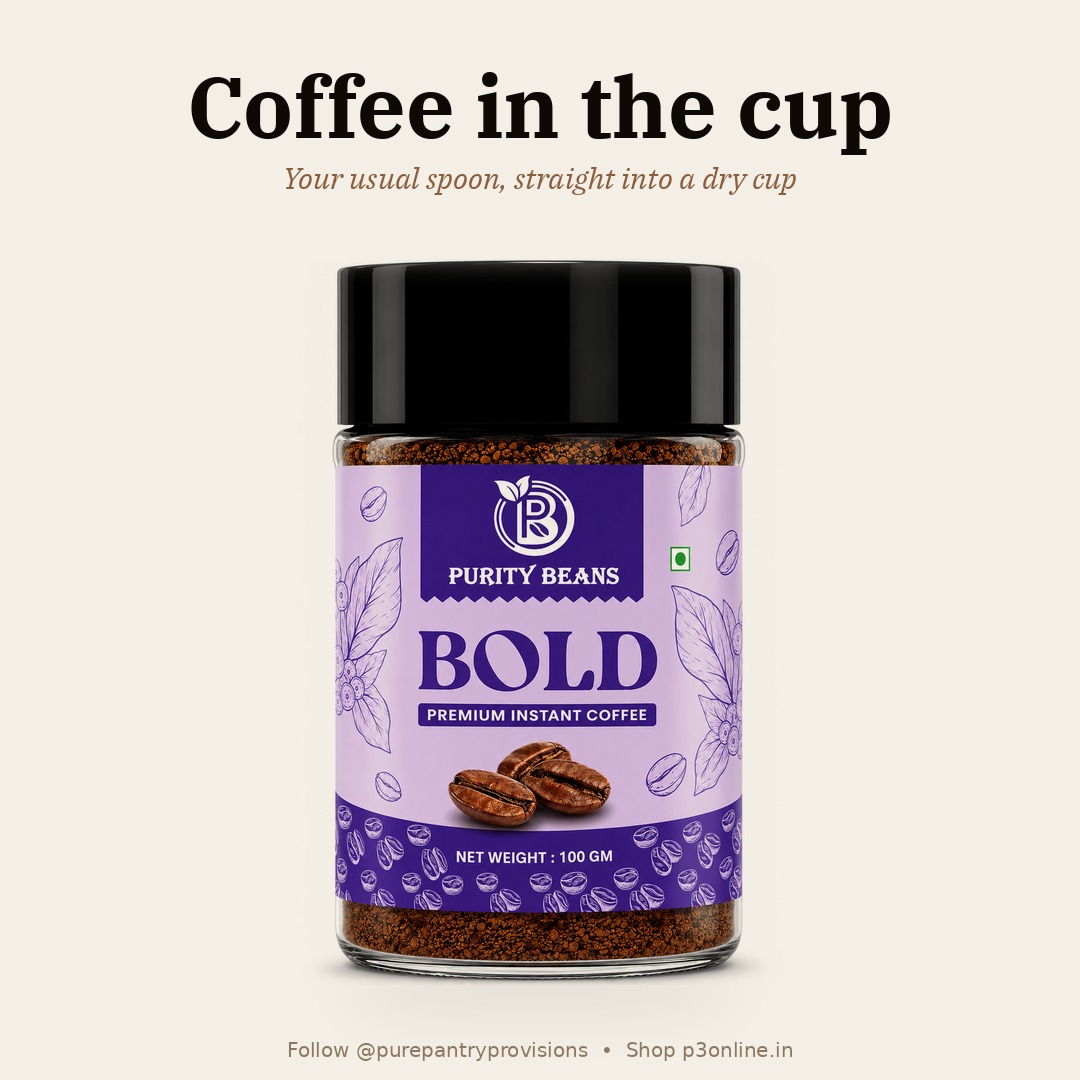 Coffee in the cup
Your usual spoon, straight into a dry cup
PURITY BEANS
BOLD
PREMIUM INSTANT COFFEE
NET WEIGHT : 100 GM
Follow @purepantryprovisions • Shop p3online.in